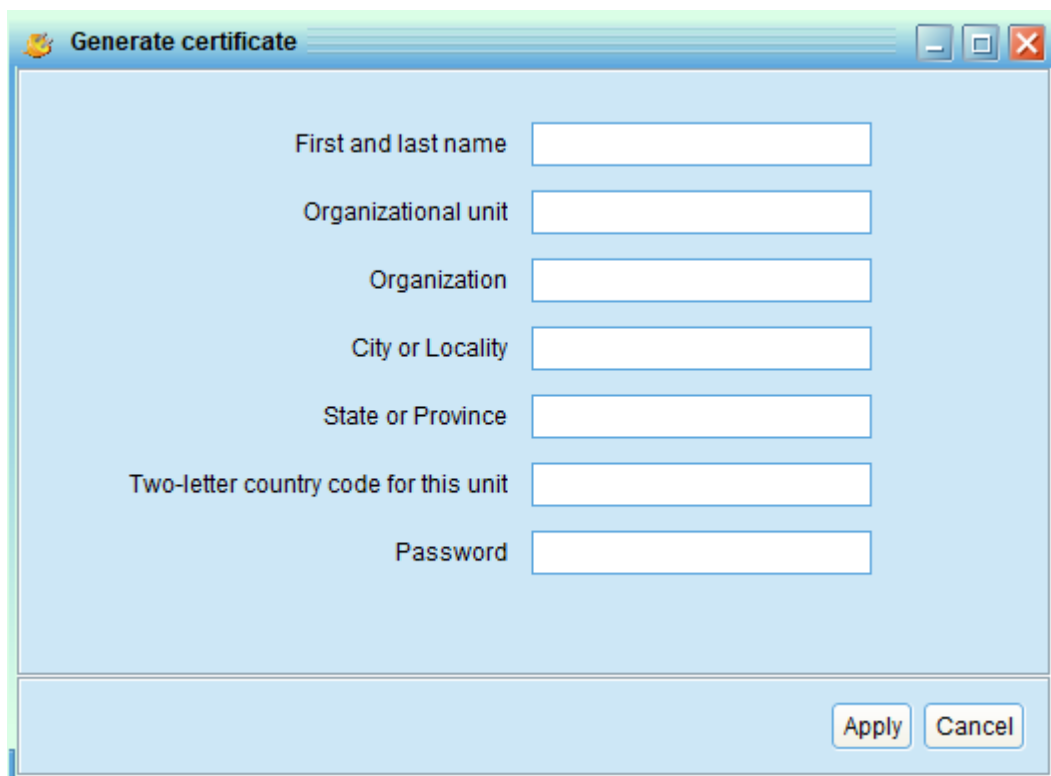 Generate certificate
First and last name
Organizational unit
Organization
City or Locality
State or Province
Two-letter country code for this unit
Password
Apply Cancel